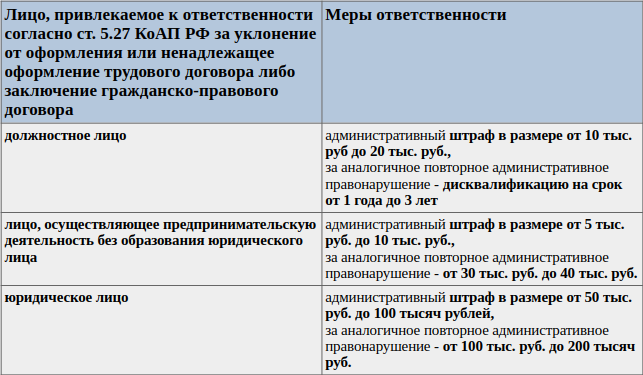 Лицо, привлекаемое к ответственности
согласно ст. 5.27 КоАП РФ за уклонение
от оформления или ненадлежащее
оформление трудового договора либо
заключение гражданско-правового
договора
Меры ответственности
должностное лицо
административный штраф в размере от 10 тыс.
руб до 20 тыс. руб.,
за аналогичное повторное административное
правонарушение - дисквалификацию на срок
от 1 года до 3 лет
лицо, осуществляющее предпринимательскую
деятельность без образования юридического
лица
административный штраф в размере от 5 тыс.
руб. до 10 тыс. руб.,
за аналогичное повторное административное
правонарушение - от 30 тыс. руб. до 40 тыс. руб.
юридическое лицо
административный штраф в размере от 50 тыс.
руб. до 100 тысяч рублей,
за аналогичное повторное административное
правонарушение - от 100 тыс. руб. до 200 тысяч
руб.